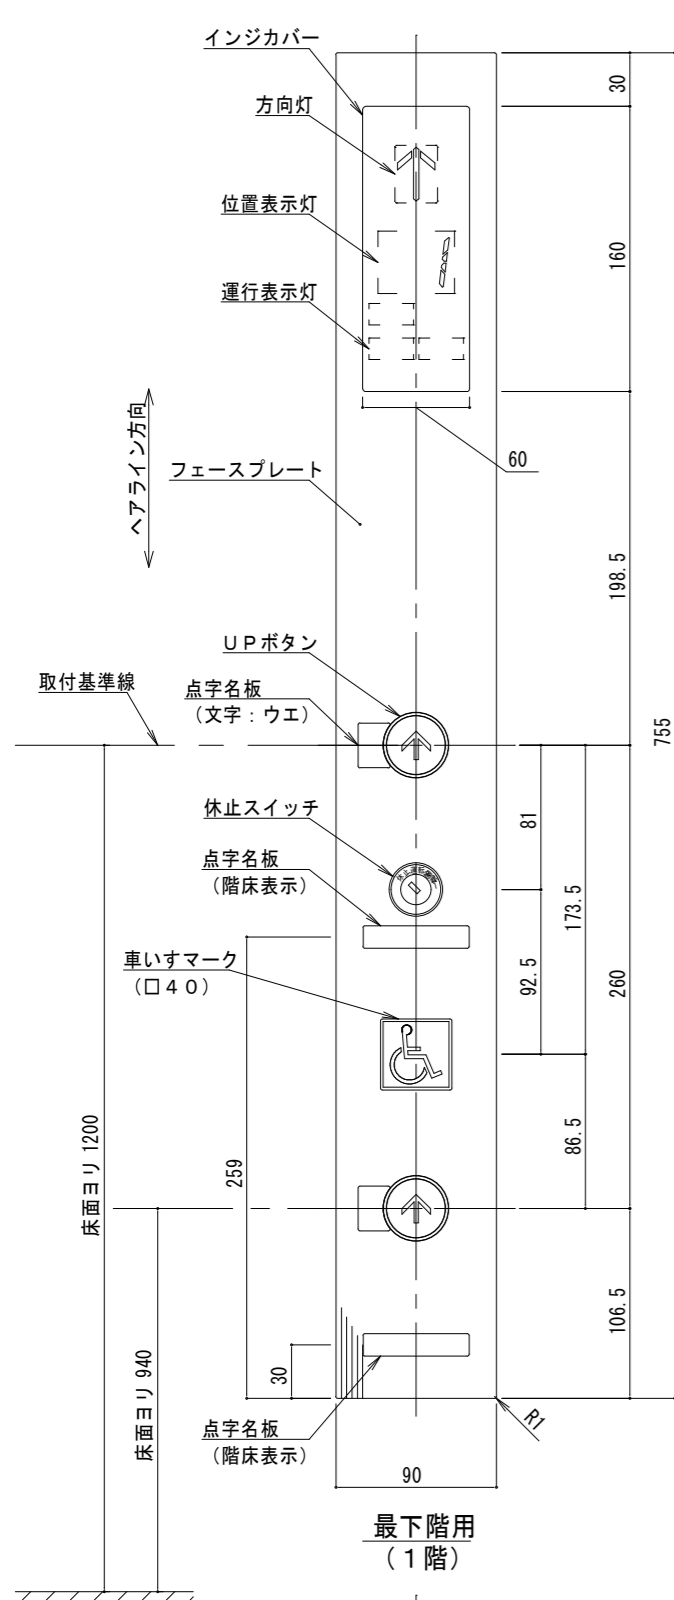 インジカバー
30
方向灯
位置表示灯
160
運行表示灯
ヘアライン方向
60
フェースプレート
198.5
UPボタン
取付基準線
点字名板
(文字:ウエ)
755
休止スイッチ
81
点字名板
(階床表示)
173.5
車いすマーク
(□40)
92.5
260
床面ヨリ 1200
259
86.5
床面ヨリ 940
106.5
30
点字名板
(階床表示)
R1
90
最下階用
(1階)